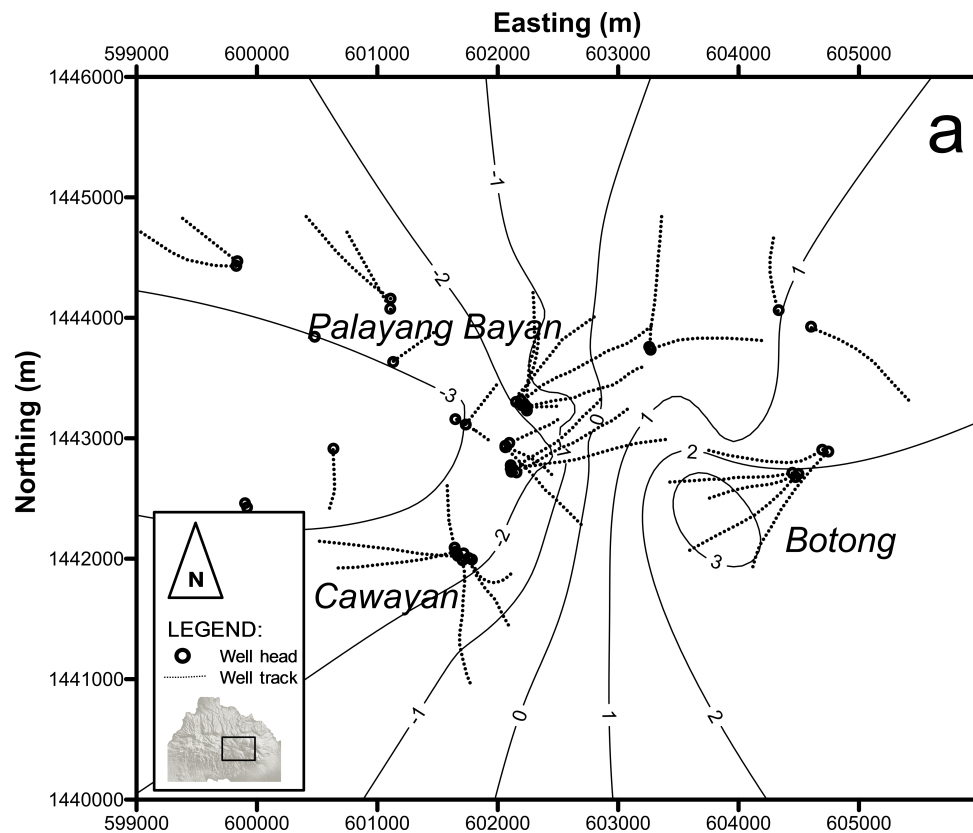 Easting (m)
599000 600000 601000 602000 603000 604000 605000
1446000
a
1445000
-1
-2
1
1444000
Palayang Bayan
-3
Northing (m)
1443000
0
1
2
-1
1442000
-2
3
Botong
Cawayan
N
LEGEND:
Well head
Well track
1441000
-1
0
1
2
1440000
599000 600000 601000 602000 603000 604000 605000